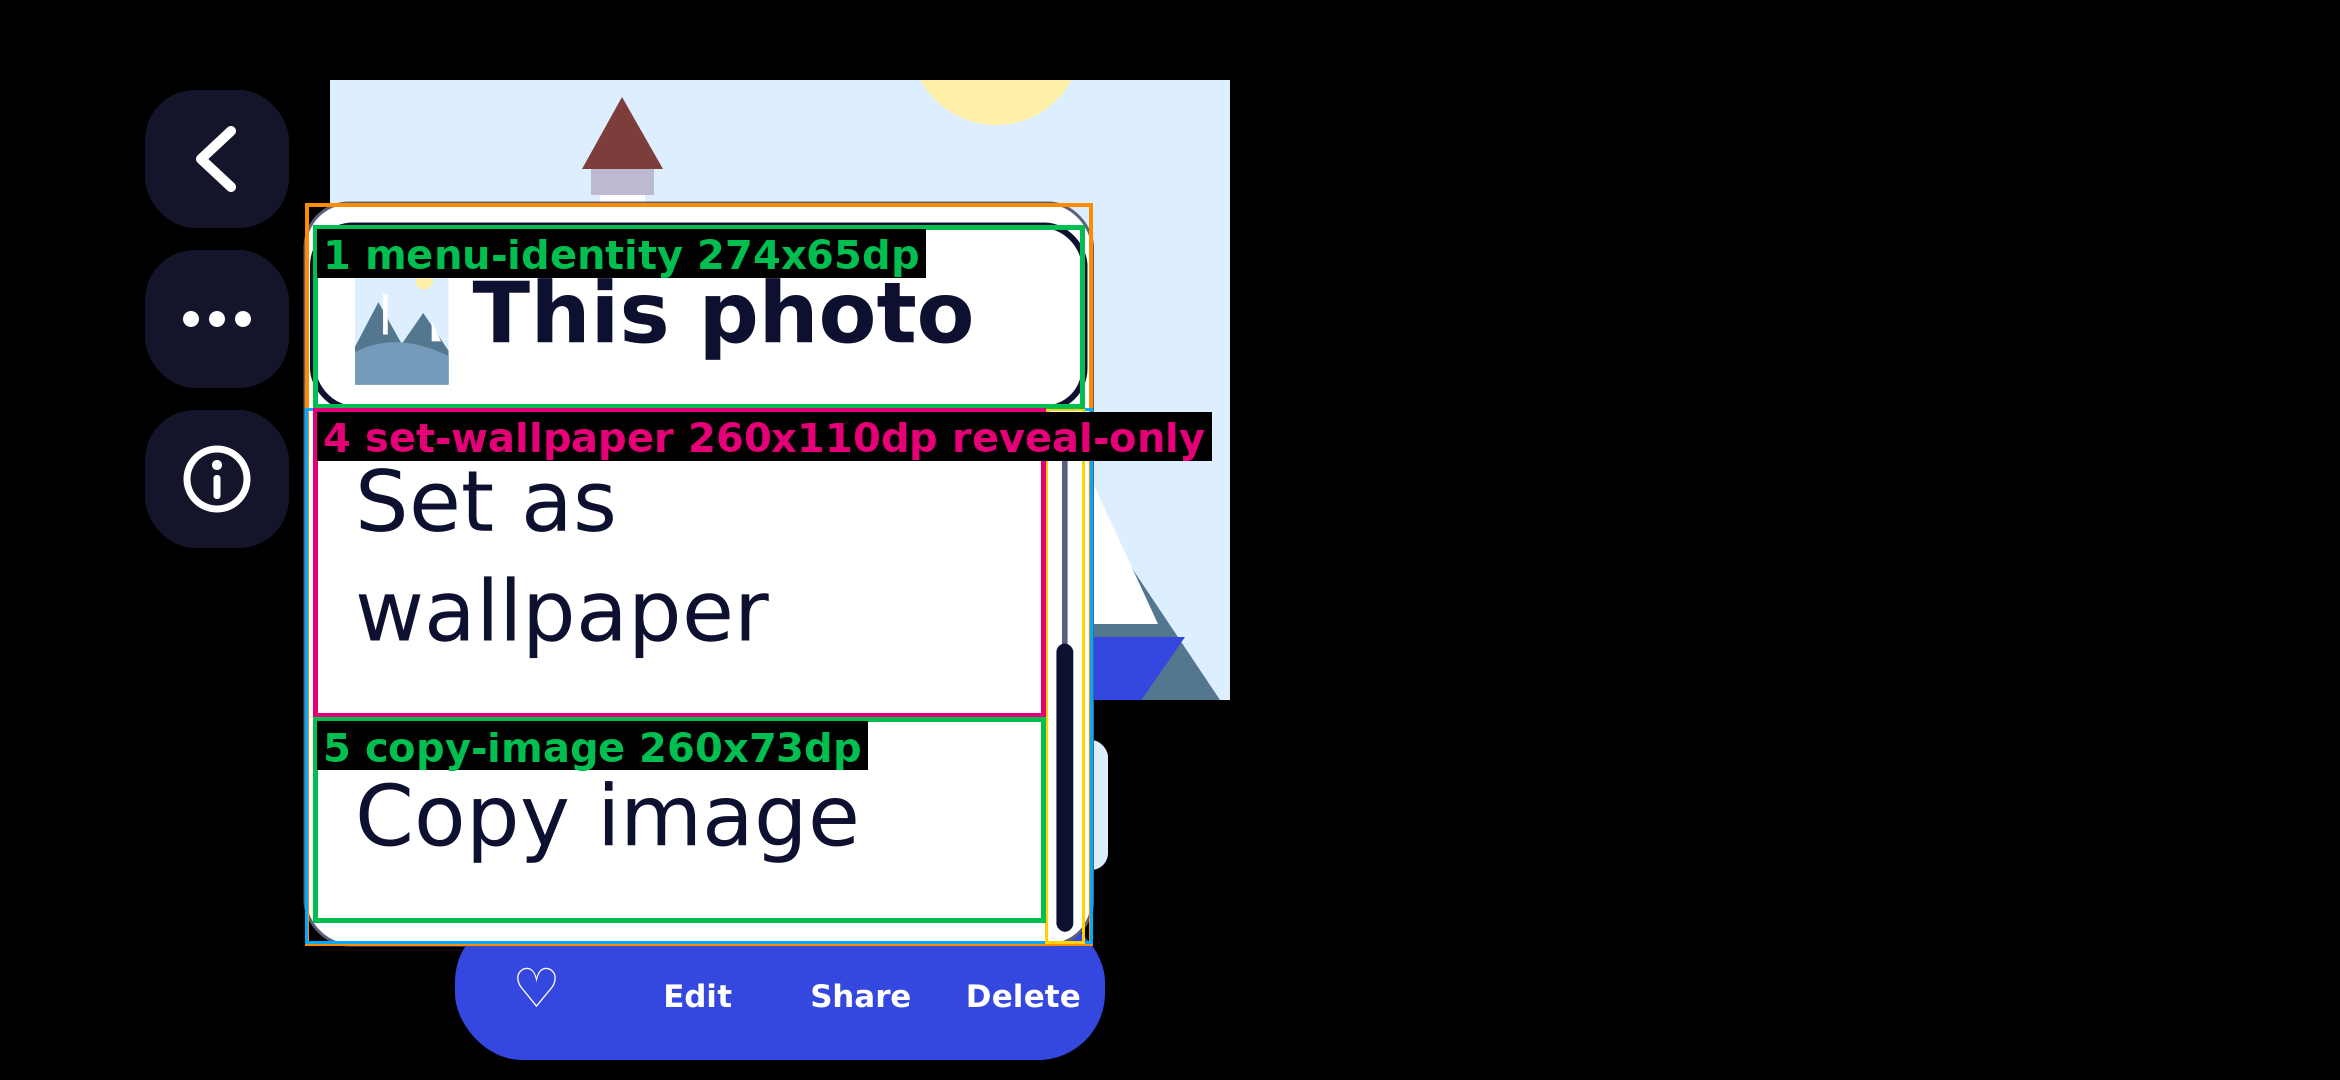 1 menu-identity 274x65dp
This photo
4 set-wallpaper 260x110dp reveal-only
Set as
wallpaper
5 copy-image 260x73dp
Copy image
♡ Edit Share Delete